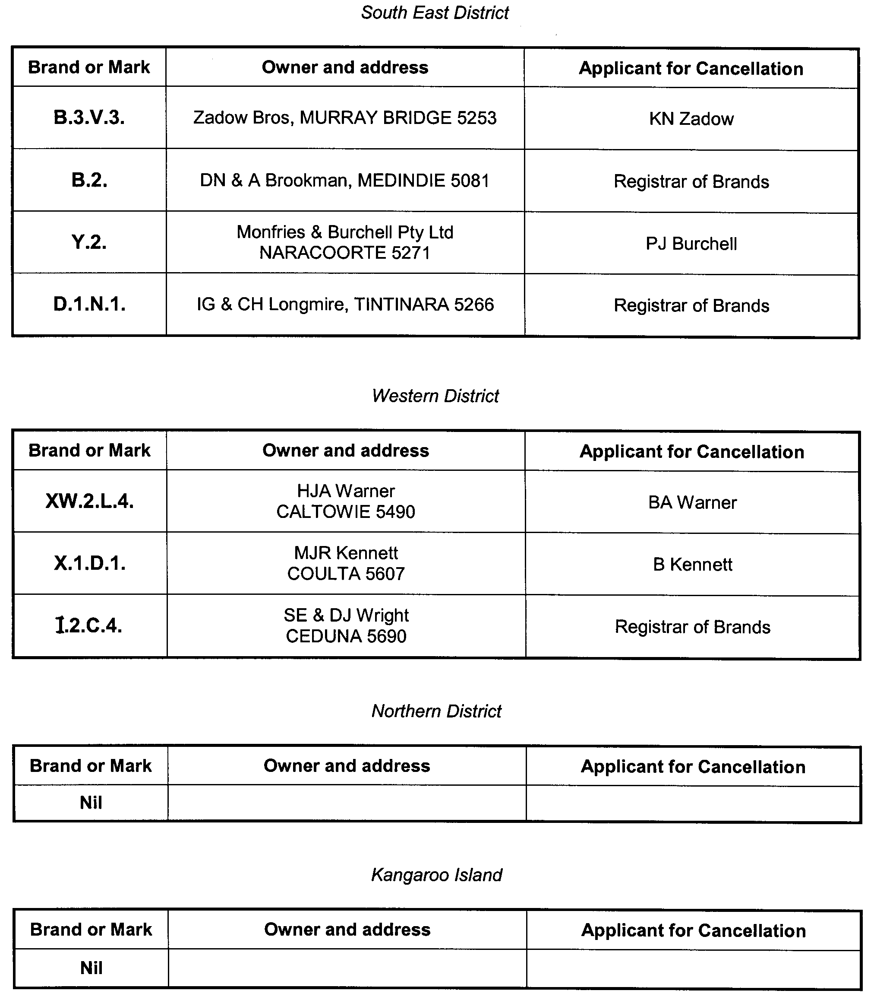 South East District
Brand or Mark Owner and address Applicant for Cancellation
B.3.V.3. Zadow Bros, MURRAY BRIDGE 5253 KN Zadow
B.2. DN & A Brookman, MEDINDIE 5081 Registrar of Brands
Y.2. Monfries & Burchell Pty Ltd
NARACOORTE 5271 PJ Burchell
D.1.N.1. IG & CH Longmire, TINTINARA 5266 Registrar of Brands
Western District
Brand or Mark Owner and address Applicant for Cancellation
XW.2.L.4. HJA Warner
CALTOWIE 5490 BA Warner
X.1.D.1. MJR Kennett
COULTA 5607 B Kennett
I.2.C.4. SE & DJ Wright
CEDUNA 5690 Registrar of Brands
Northern District
Brand or Mark Owner and address Applicant for Cancellation
Nil
Kangaroo Island
Brand or Mark Owner and address Applicant for Cancellation
Nil